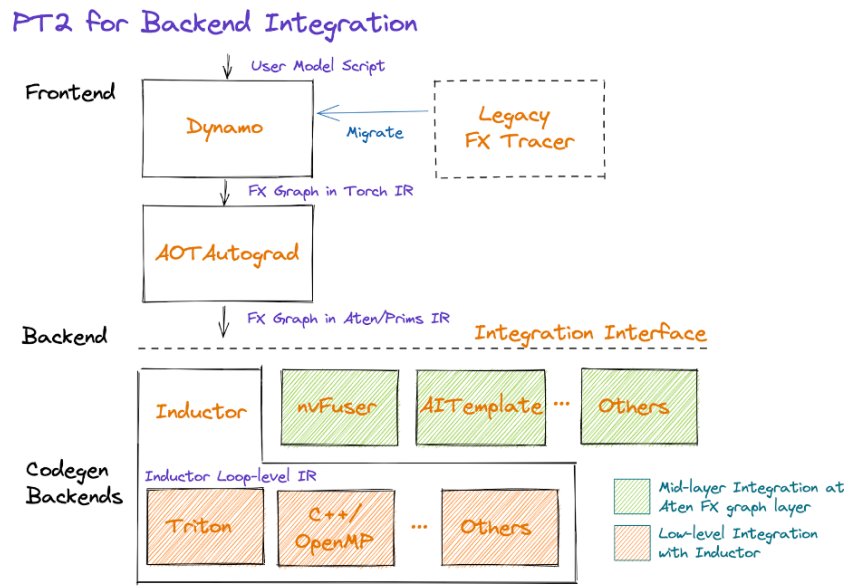 PT2 for Backend Integration
User Model Script
Frontend
Dynamo
Migrate
Legacy
FX Tracer
FX Graph in Torch IR
AOTAutograd
FX Graph in Aten/Prims IR
Backend
Integration Interface
Inductor
nvFuser
AITemplate
...
Others
Codegen
Backends
Inductor Loop-level IR
Triton
C++/
OpenMP
...
Others
Mid-layer Integration at
Aten FX graph layer
Low-level Integration
with Inductor